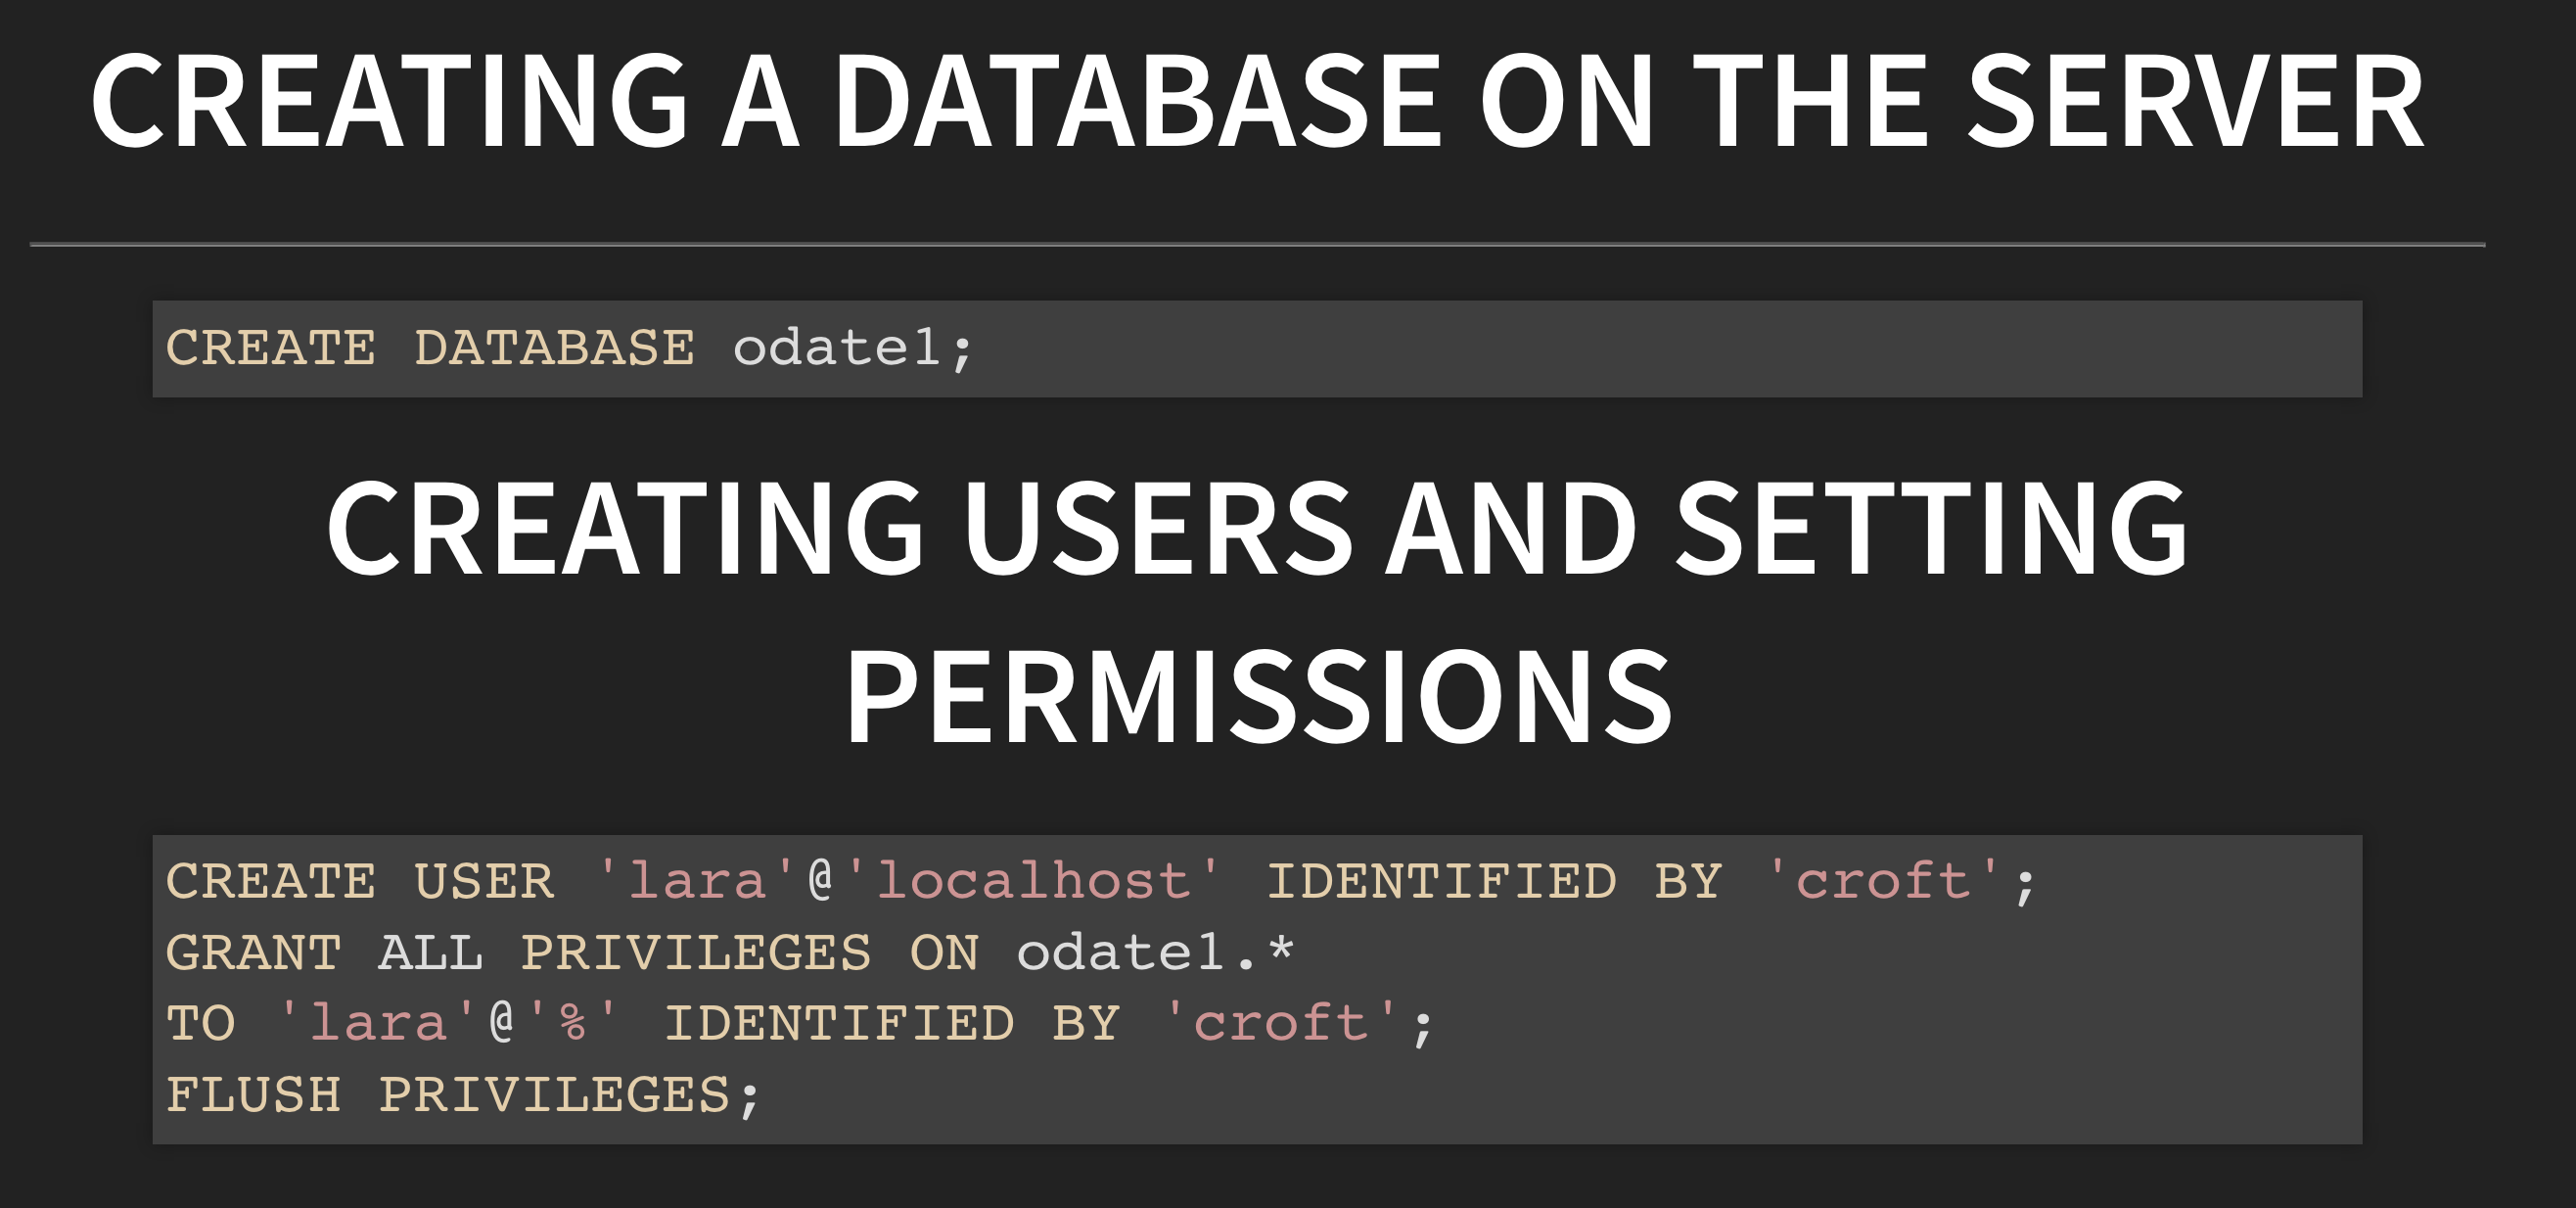 CREATING A DATABASE ON THE SERVER
CREATE DATABASE odate1;
CREATING USERS AND SETTING
PERMISSIONS
CREATE USER 'lara'@'localhost' IDENTIFIED BY 'croft';
GRANT ALL PRIVILEGES ON odate1.*
TO 'lara'@'%' IDENTIFIED BY 'croft';
FLUSH PRIVILEGES;